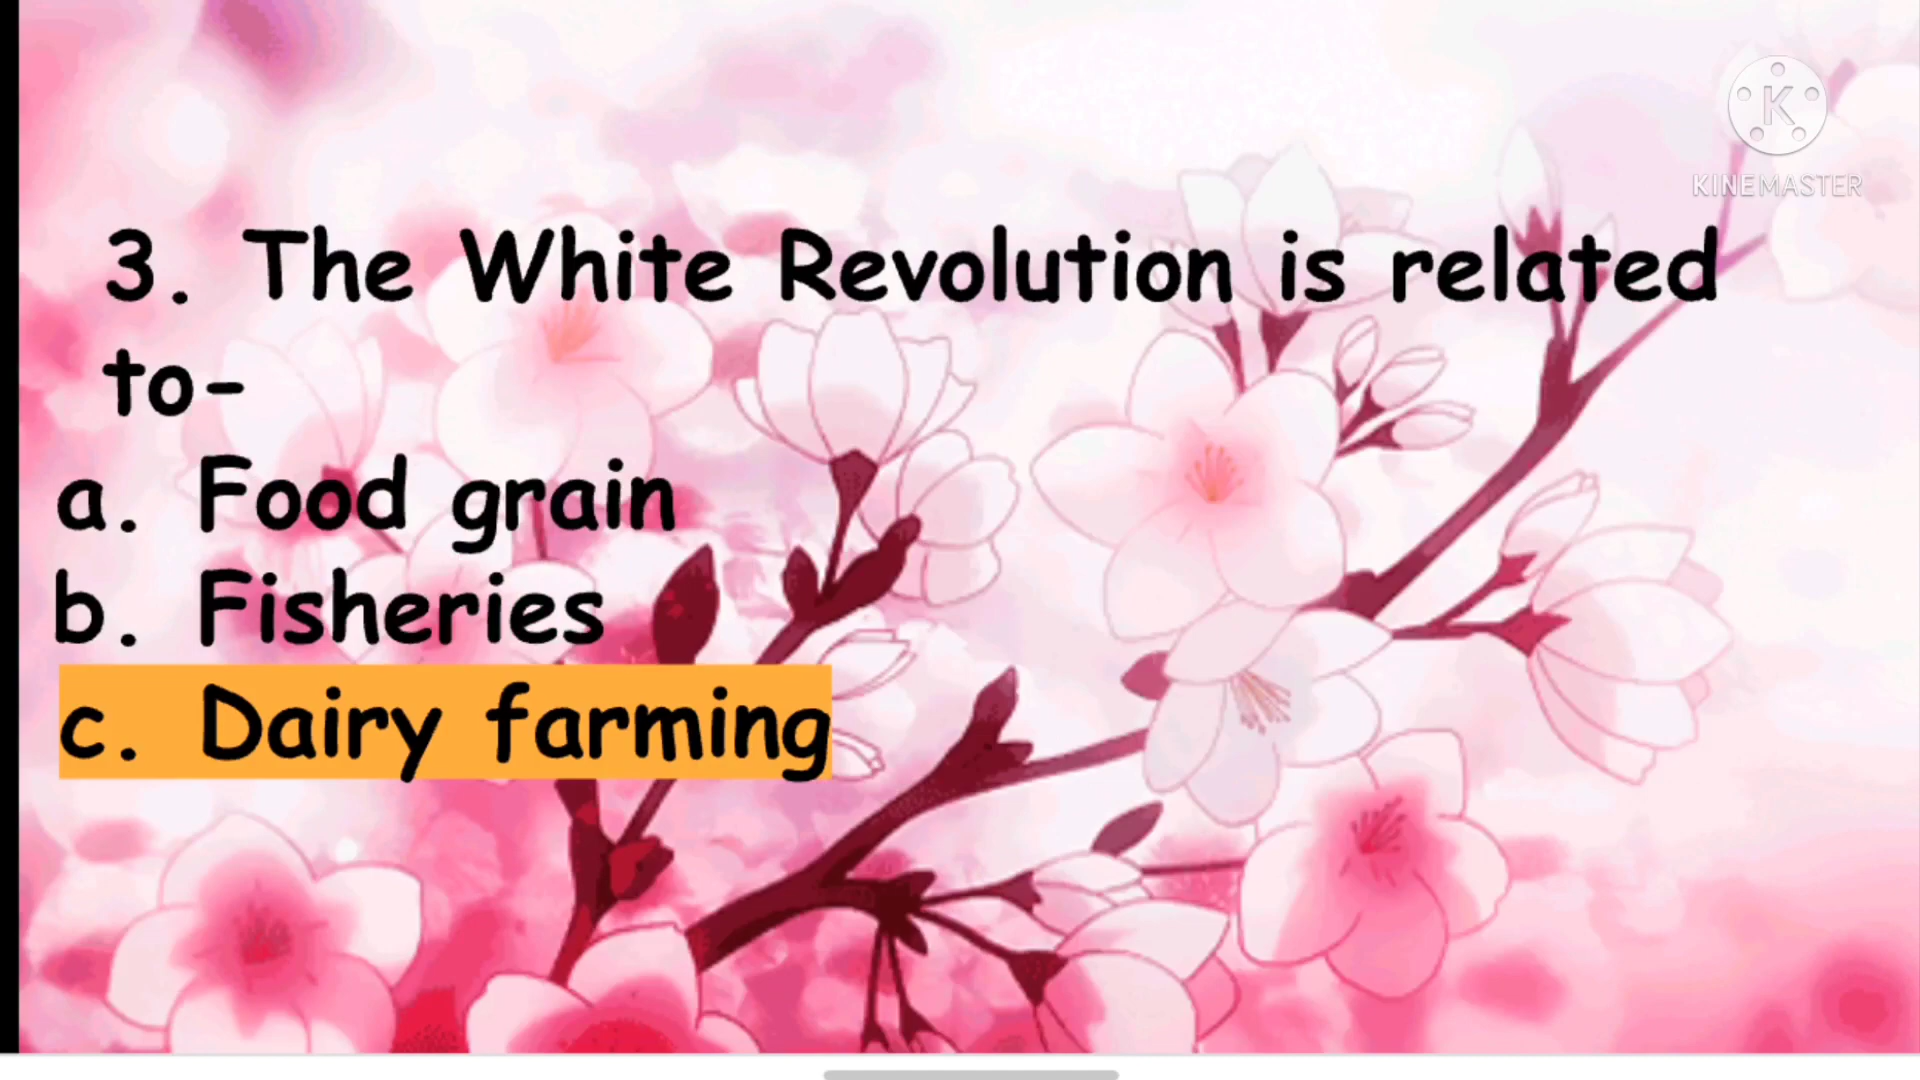 KINEMASTER
3. The White Revolution is related
to-
a. Food grain
b. Fisheries
c. Dairy farming